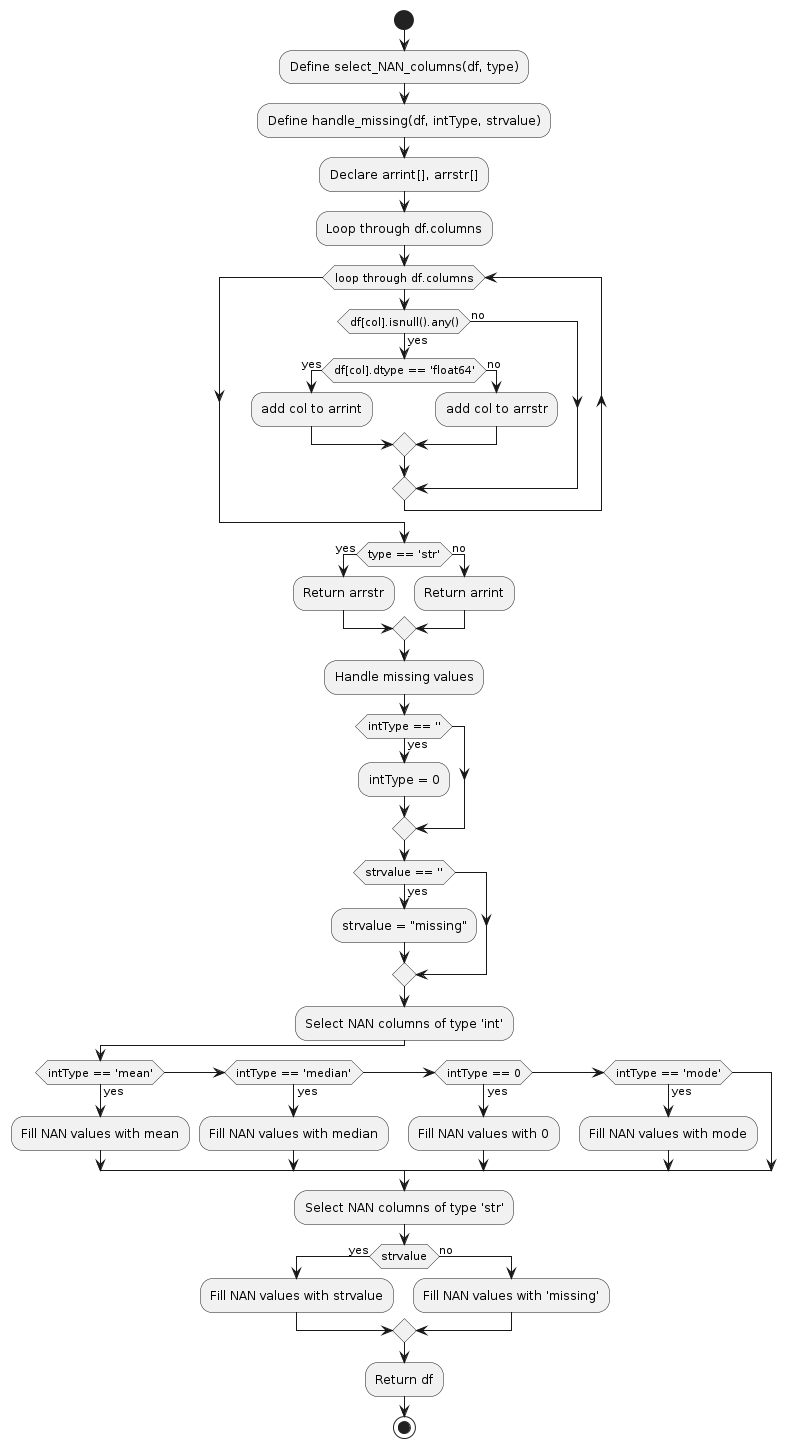 Define select_NAN_columns(df, type)
Define handle_missing(df, intType, strvalue)
Declare arrint[], arrstr[]
Loop through df.columns
loop through df.columns
df[col].isnull().any()
no
yes
yes
df[col].dtype == 'float64'
no
add col to arrint
add col to arrstr
yes
type == 'str'
no
Return arrstr
Return arrint
Handle missing values
intType == ''
yes
intType = 0
strvalue == ''
yes
strvalue = "missing"
Select NAN columns of type 'int'
intType == 'mean'
intType == 'median'
intType == 0
intType == 'mode'
yes
yes
yes
yes
Fill NAN values with mean
Fill NAN values with median
Fill NAN values with 0
Fill NAN values with mode
Select NAN columns of type 'str'
yes
strvalue
no
Fill NAN values with strvalue
Fill NAN values with 'missing'
Return df